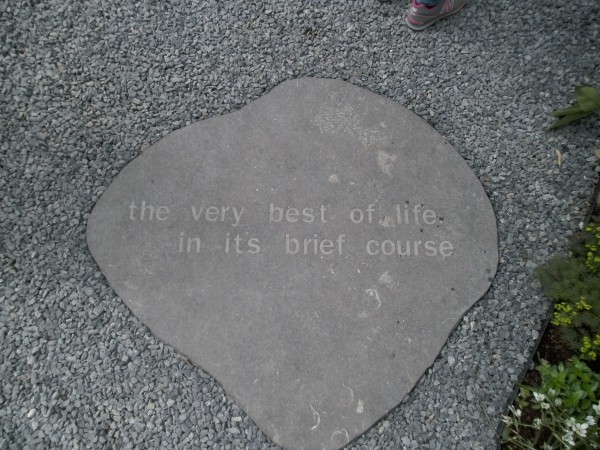 the very best of life
in its brief course